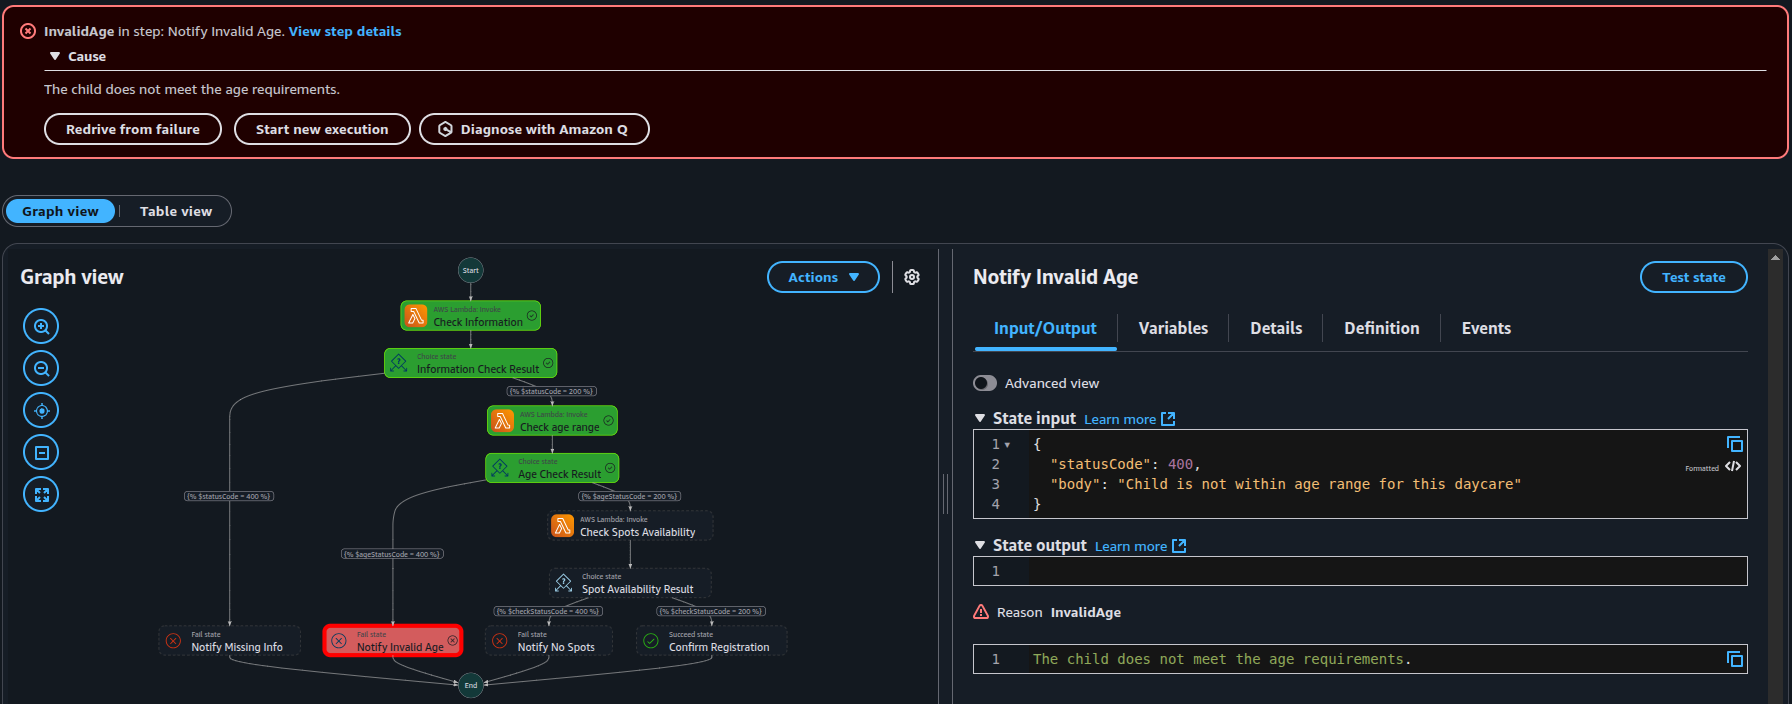 InvalidAge in step: Notify Invalid Age. View step details
Cause
The child does not meet the age requirements.
Redrive from failure
Start new execution
Diagnose with Amazon Q
Graph view
Table view
Graph view
Actions
Start
AWS Lambda: Invoke
Check Information
Choice state
Information Check Result
{% $statusCode = 200 %}
AWS Lambda: Invoke
Check age range
Choice state
Age Check Result
{% $statusCode = 400 %}
{% $ageStatusCode = 200 %}
AWS Lambda: Invoke
Check Spots Availability
{% $ageStatusCode = 400 %}
Choice state
Spot Availability Result
{% $checkStatusCode = 400 %}
{% $checkStatusCode = 200 %}
Fail state
Notify Missing Info
Fail state
Notify Invalid Age
Fail state
Notify No Spots
Succeed state
Confirm Registration
End
Notify Invalid Age
Test state
Input/Output
Variables
Details
Definition
Events
Advanced view
State input Learn more
1 {
2 "statusCode": 400,
3 "body": "Child is not within age range for this daycare"
4 }
Formatted
State output Learn more
1
Reason InvalidAge
1 The child does not meet the age requirements.